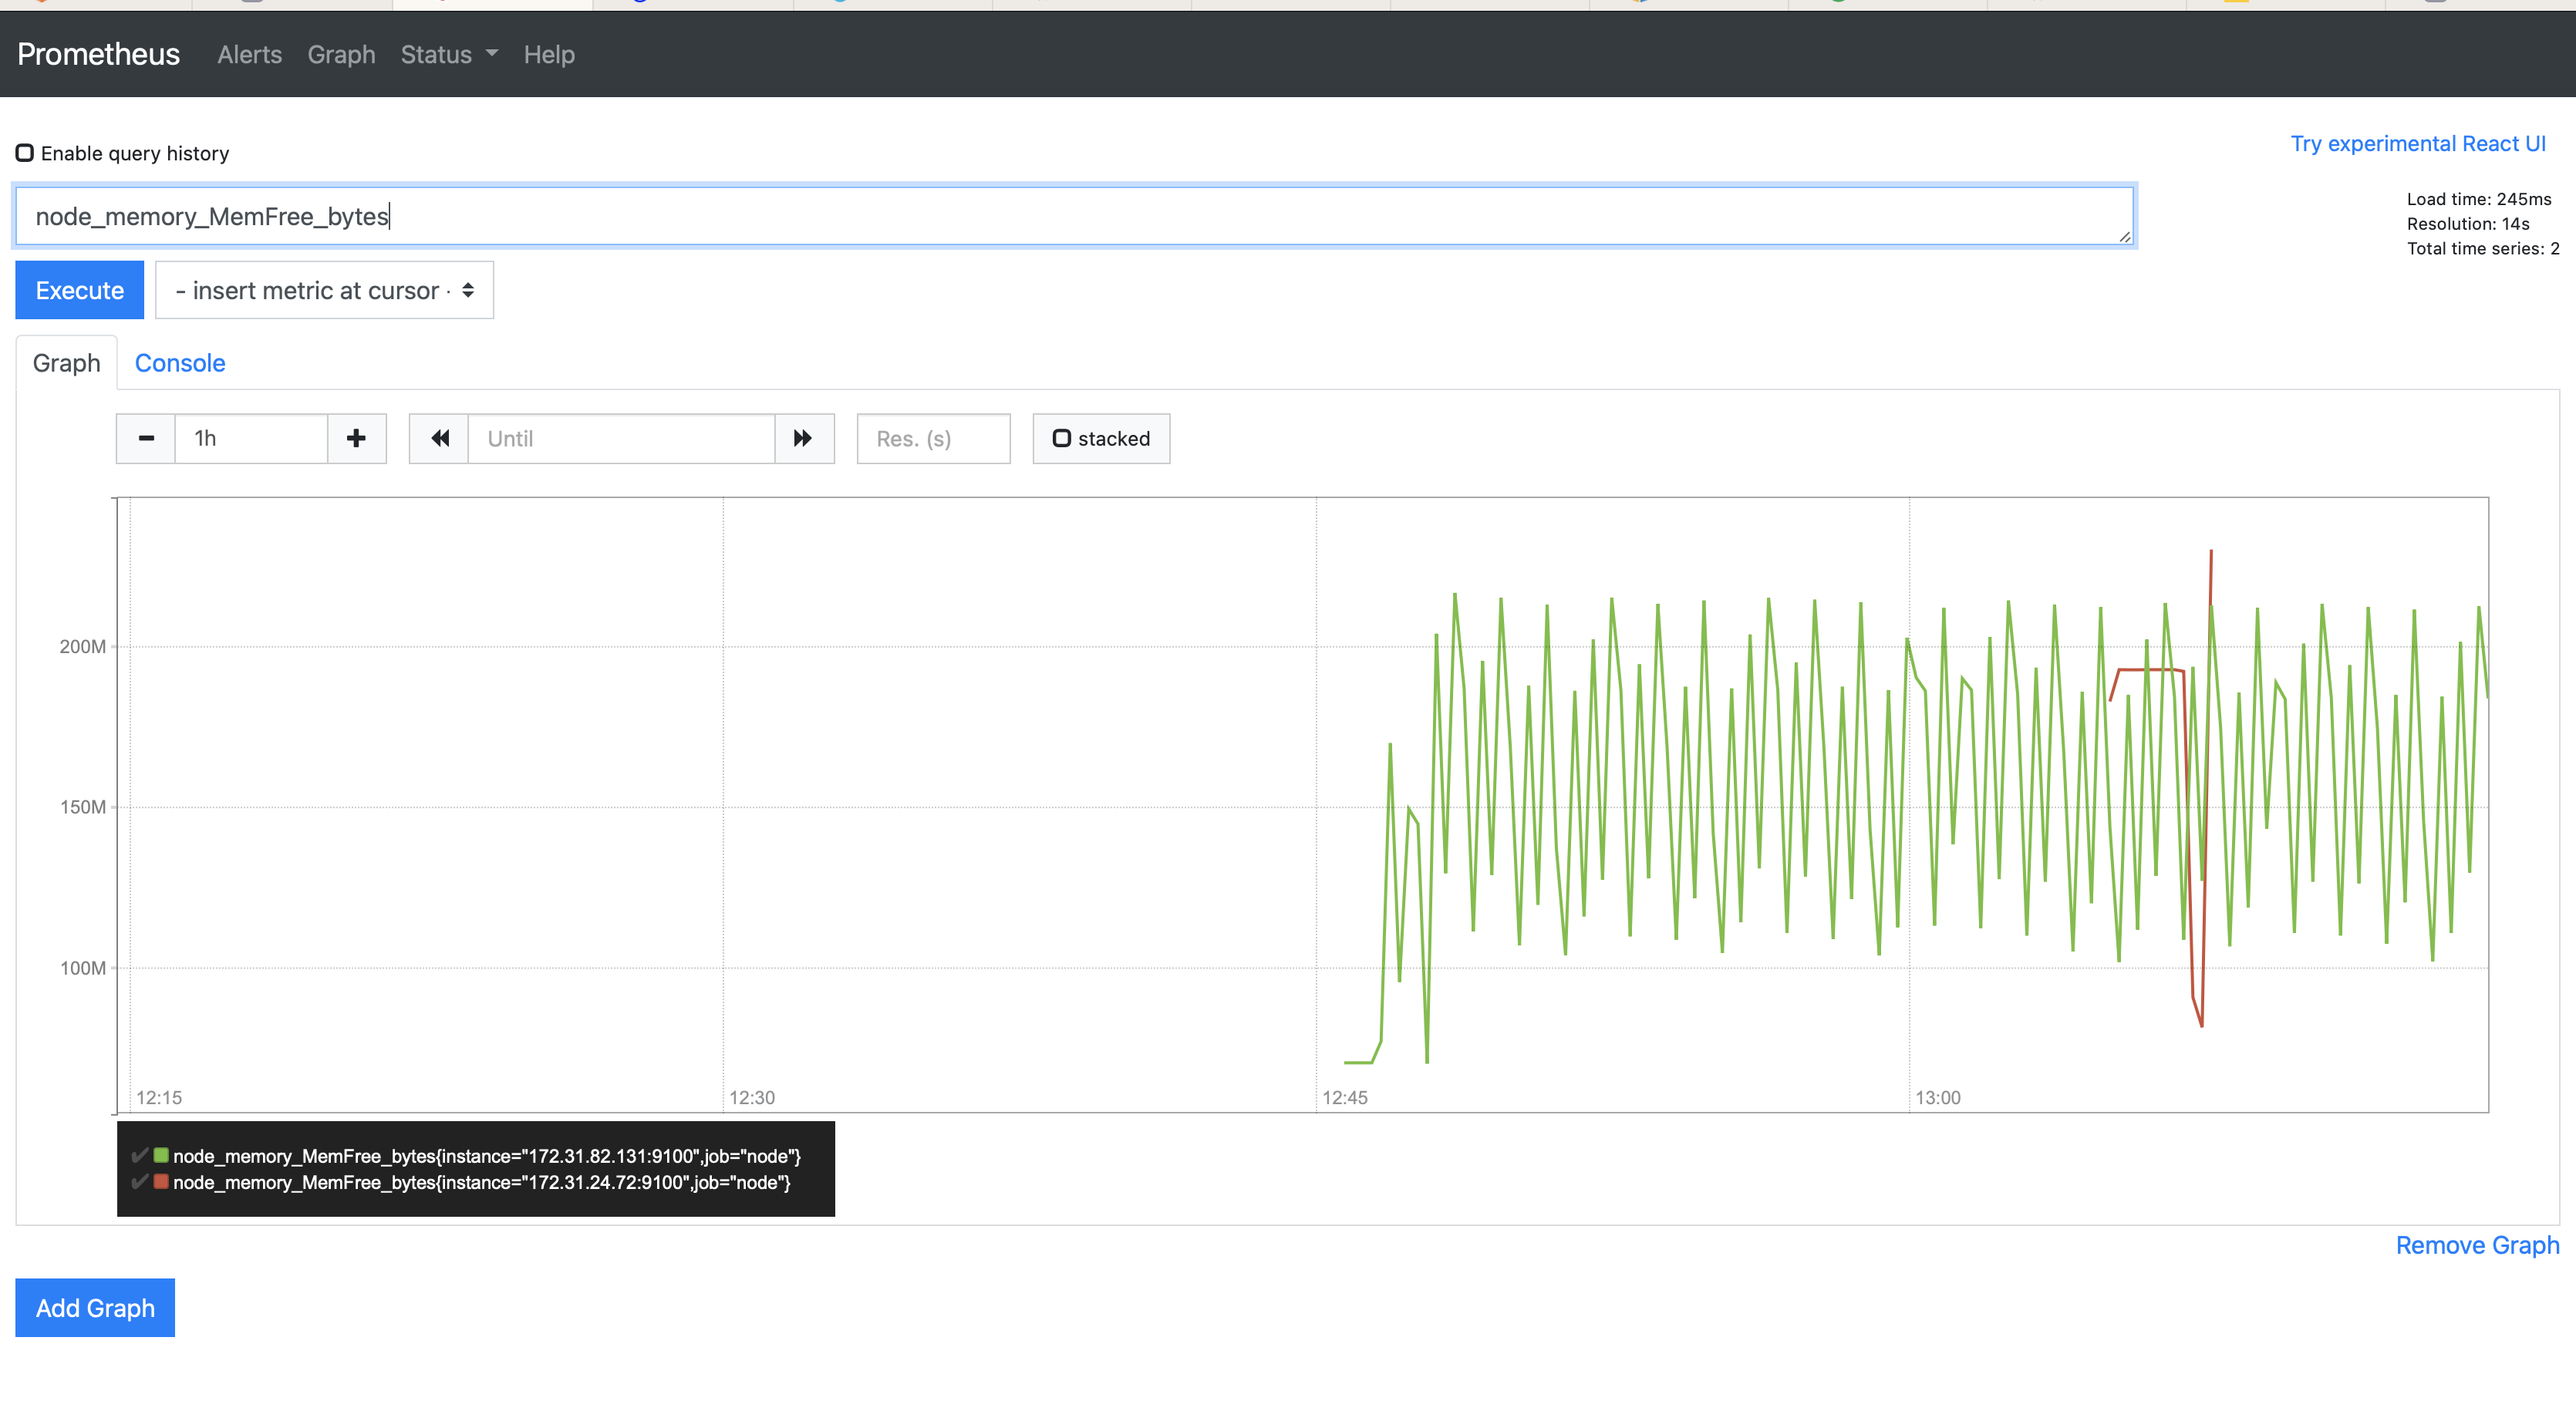 Prometheus Alerts Graph Status Help
Enable query history
Try experimental React UI
node_memory_MemFree_bytes
Load time: 245ms
Resolution: 14s
Total time series: 2
Execute
- insert metric at cursor -
Graph Console
1h Until Res. (s) stacked
200M
150M
100M
12:15 12:30 12:45 13:00
node_memory_MemFree_bytes{instance="172.31.82.131:9100",job="node"}
node_memory_MemFree_bytes{instance="172.31.24.72:9100",job="node"}
Remove Graph
Add Graph